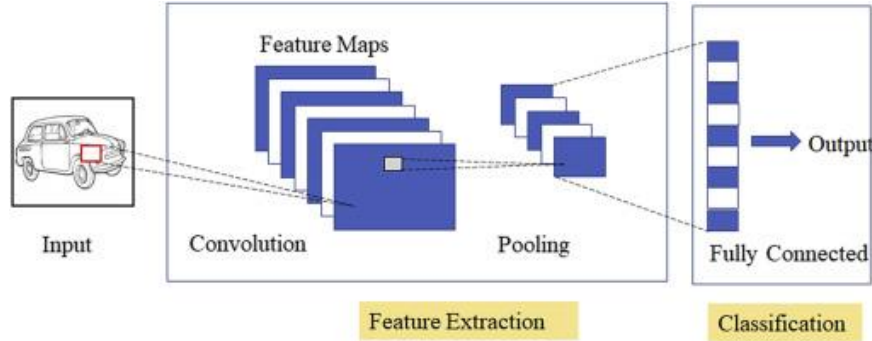 Feature Maps
Input
Convolution
Pooling
Output
Fully Connected
Feature Extraction
Classification